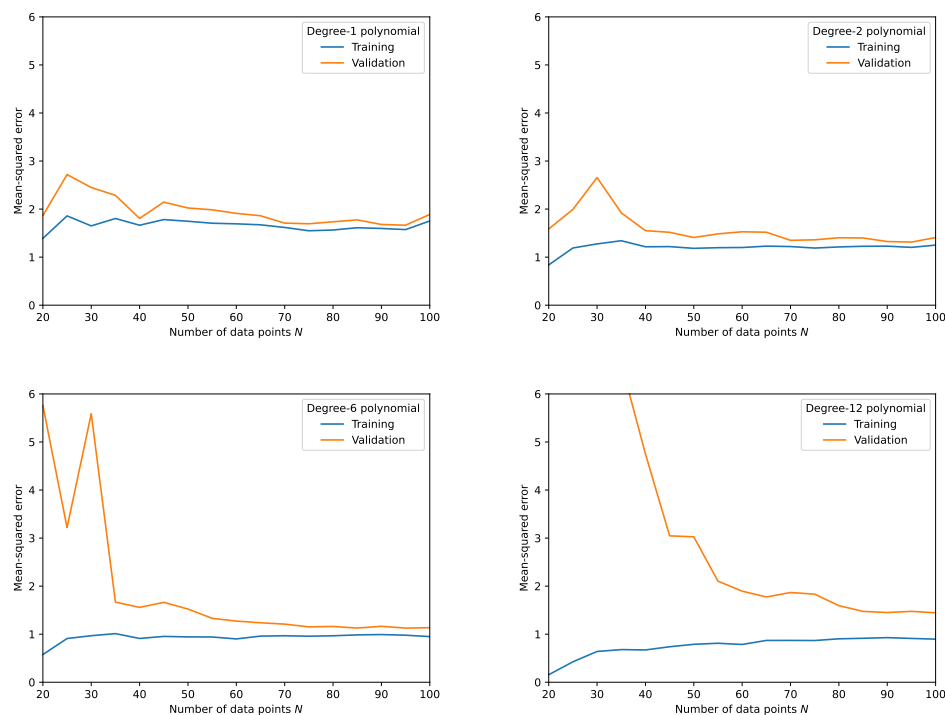 Degree-1 polynomial
Training
Validation
Mean-squared error
6
5
4
3
2
1
0
20 30 40 50 60 70 80 90 100
Number of data points N
Degree-2 polynomial
Training
Validation
Mean-squared error
6
5
4
3
2
1
0
20 30 40 50 60 70 80 90 100
Number of data points N
Degree-6 polynomial
Training
Validation
Mean-squared error
6
5
4
3
2
1
0
20 30 40 50 60 70 80 90 100
Number of data points N
Degree-12 polynomial
Training
Validation
Mean-squared error
6
5
4
3
2
1
0
20 30 40 50 60 70 80 90 100
Number of data points N